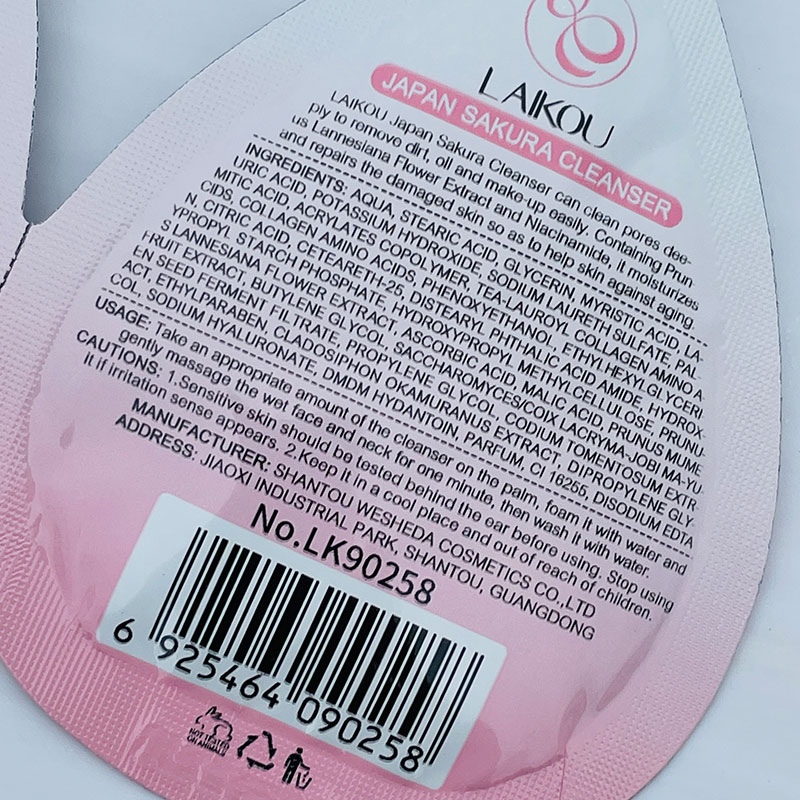 LAIKOU
JAPAN SAKURA CLEANSER
LAIKOU Japan Sakura Cleanser can clean pores dee-
ply to remove dirt, oil and make-up easily. Containing Prun
us Lannesiana Flower Extract and Niacinamide, it moisturizes
and repairs the damaged skin so as to help skin against aging.
INGREDIENTS: AQUA, STEARIC ACID, GLYCERIN, MYRISTIC ACID, LA-
URIC ACID, POTASSIUM HYDROXIDE, SODIUM LAURETH SULFATE, PAL-
MITIC ACID, ACRYLATES COPOLYMER, TEA-LAUROYL COLLAGEN AMINO A
CIDS, COLLAGEN AMINO ACIDS, PHENOXYETHANOL, ETHYLHEXYLGLYCERI
N, CITRIC ACID, CETEARETH-25, DISTEARYL PHTHALIC ACID AMIDE, HYDROX-
YPROPYL STARCH PHOSPHATE, HYDROXYPROPYL METHYLCELLULOSE, PRUNU-
S LANNESIANA FLOWER EXTRACT, ASCORBIC ACID, MALIC ACID, PRUNUS MUME
FRUIT EXTRACT, BUTYLENE GLYCOL, SACCHAROMYCES/COIX LACRYMA-JOBI MA-YU-
EN SEED FERMENT FILTRATE, PROPYLENE GLYCOL, CODIUM TOMENTOSUM EXTR-
ACT, ETHYLPARABEN, CLADOSIPHON OKAMURANUS EXTRACT, DIPROPYLENE GLY-
COL, SODIUM HYALURONATE, DMDM HYDANTOIN, PARFUM, CI 16255, DISODIUM EDTA
USAGE: Take an appropriate amount of the cleanser on the palm, foam it with water and
gently massage the wet face and neck for one minute, then wash it with water.
CAUTIONS: 1.Sensitive skin should be tested behind the ear before using. Stop using
it if irritation sense appears. 2.Keep it in a cool place and out of reach of children.
MANUFACTURER: SHANTOU WESHEDA COSMETICS CO.,LTD
ADDRESS: JIAOXI INDUSTRIAL PARK, SHANTOU, GUANGDONG
No.LK90258
6 925464 090258
NOT TESTED
ON ANIMALS